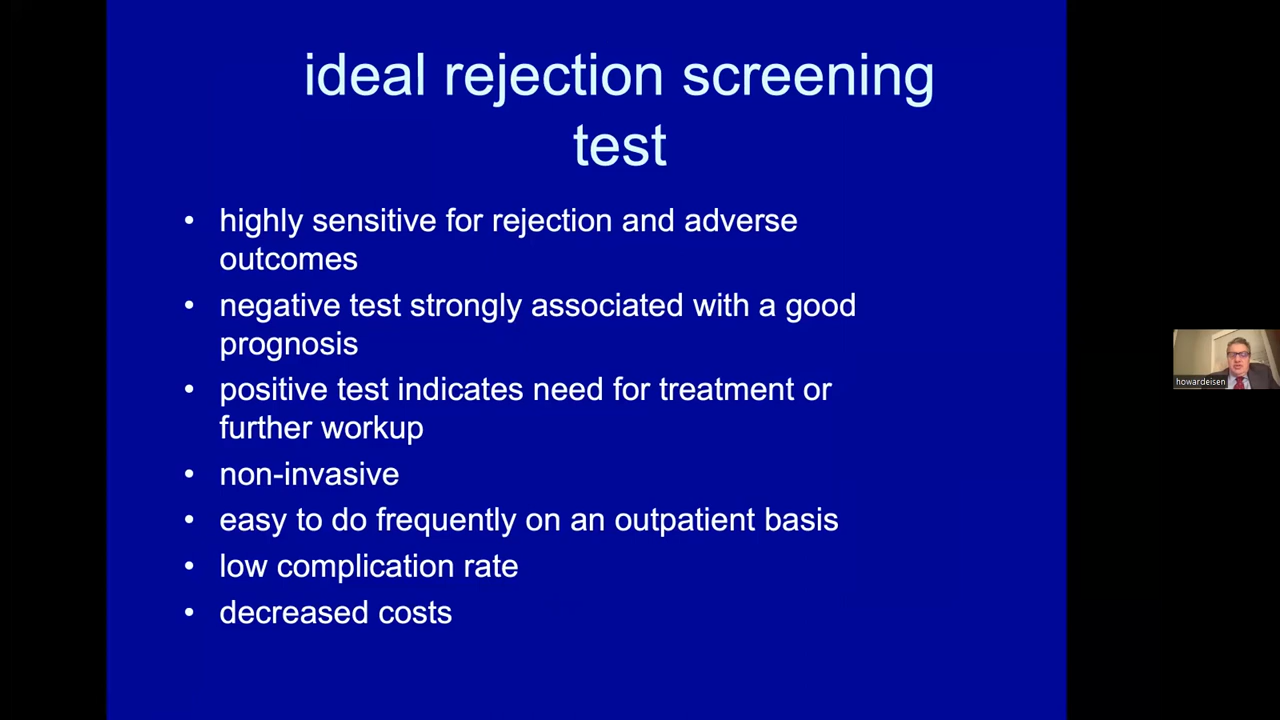 ideal rejection screening
test
• highly sensitive for rejection and adverse
outcomes
• negative test strongly associated with a good
prognosis
• positive test indicates need for treatment or
further workup
• non-invasive
• easy to do frequently on an outpatient basis
• low complication rate
• decreased costs
howardeisen